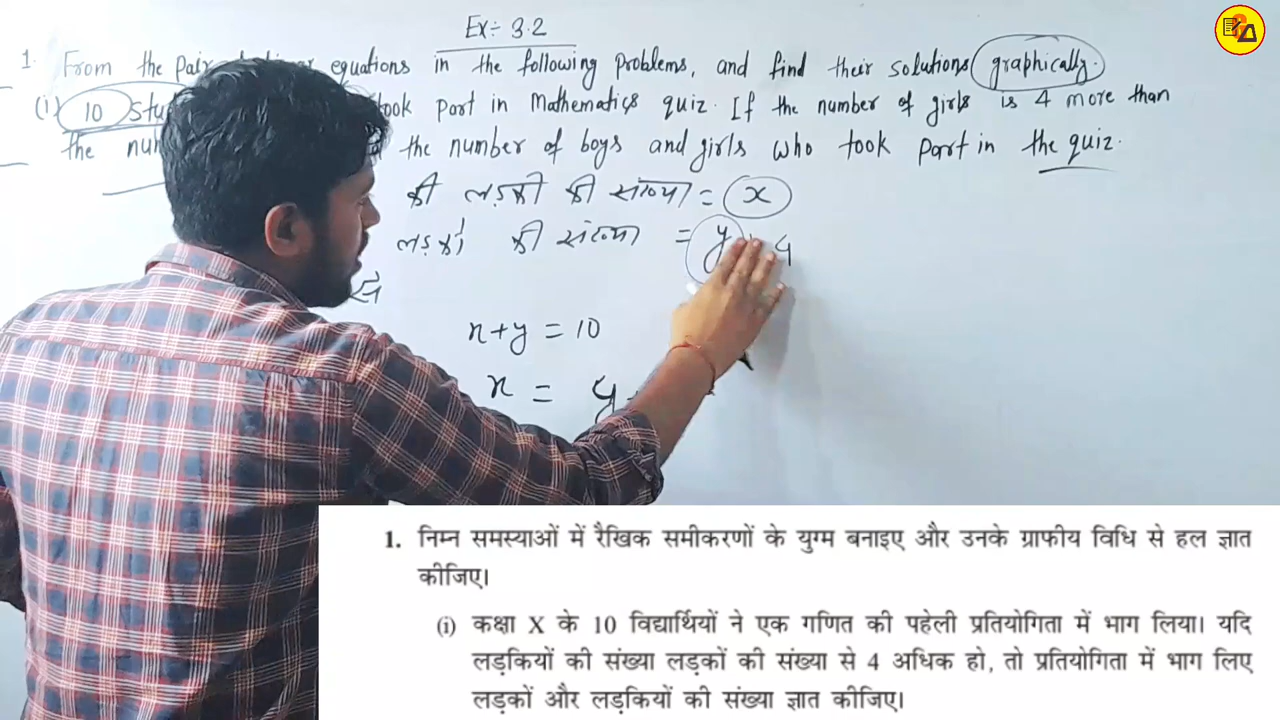 Ex÷ 3.2
1. From the equations in the following problems, and find their solutions graphically.
(i) 10 took part in Mathematics quiz. If the number of girls is 4 more than
the the number of boys and girls who took part in the quiz.
की संख्या = x
की संख्या = y 4
x+y = 10
x = y
1. निम्न समस्याओं में रैखिक समीकरणों के युग्म बनाइए और उनके ग्राफीय विधि से हल ज्ञात
कीजिए।
(i) कक्षा X के 10 विद्यार्थियों ने एक गणित की पहेली प्रतियोगिता में भाग लिया। यदि
लड़कियों की संख्या लड़कों की संख्या से 4 अधिक हो, तो प्रतियोगिता में भाग लिए
लड़कों और लड़कियों की संख्या ज्ञात कीजिए।